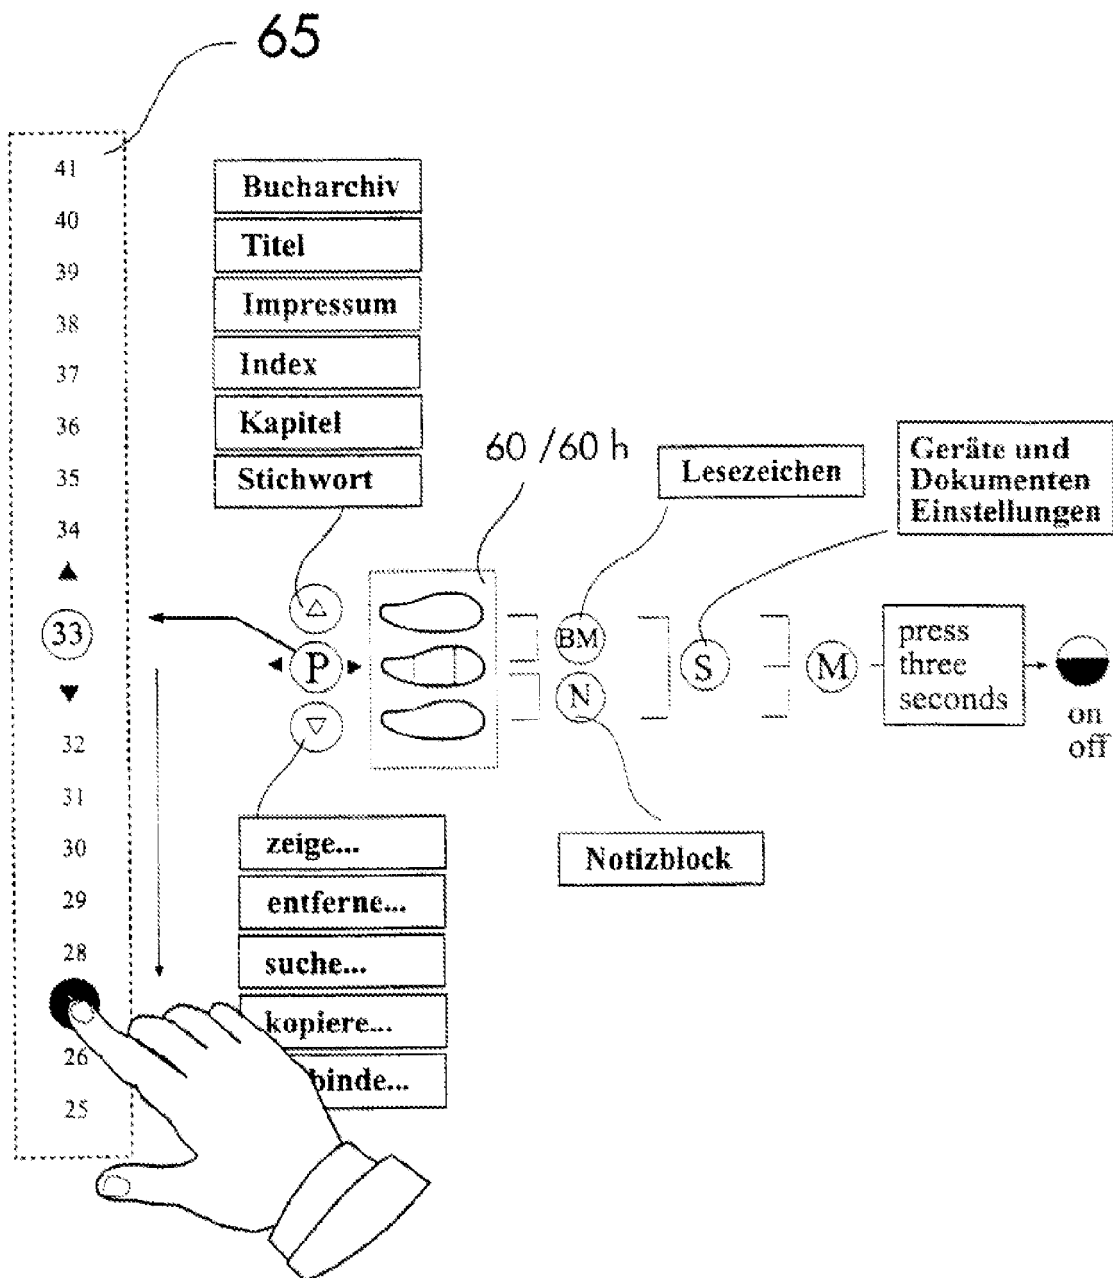 65
41
40
39
38
37
36
35
34
33
32
31
30
29
28
26
25
Bucharchiv
Titel
Impressum
Index
Kapitel
Stichwort
60 /60 h
Lesezeichen
Geräte und
Dokumenten
Einstellungen
P
BM
N
S
M
press
three
seconds
on
off
zeige...
entferne...
suche...
kopiere...
binde...
Notizblock